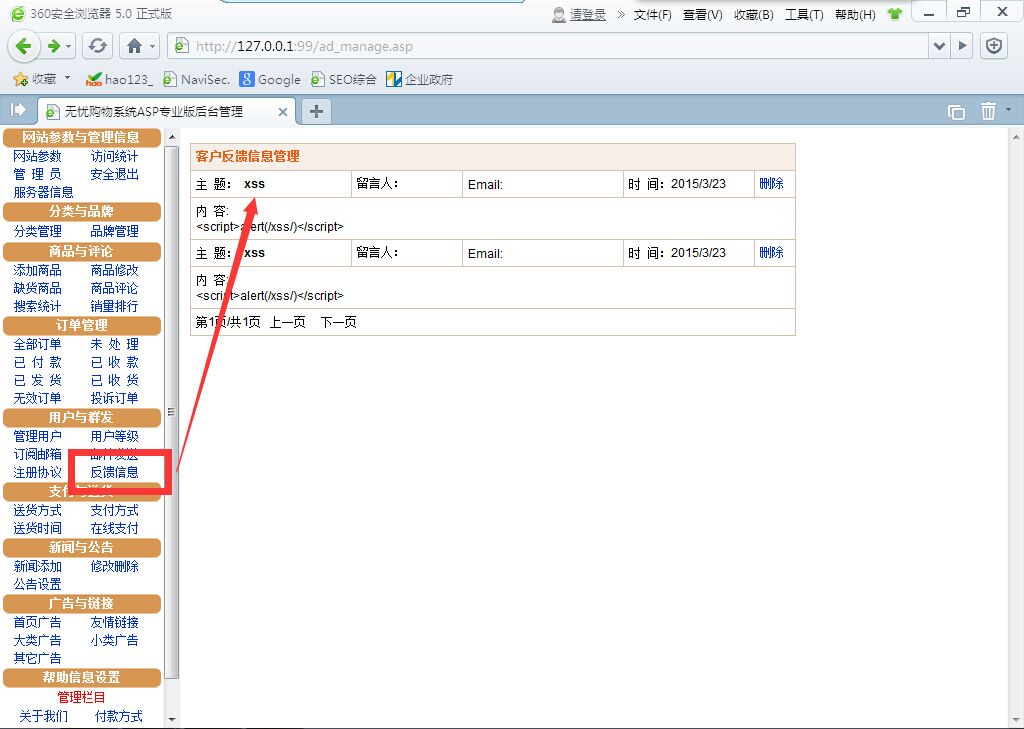 360安全浏览器 5.0 正式版
请登录 » 文件(F) 查看(V) 收藏(B) 工具(T) 帮助(H)
http://127.0.0.1:99/ad_manage.asp
收藏 hao123_ NaviSec. Google SEO综合 企业政府
无忧购物系统ASP专业版后台管理
网站参数与管理信息
网站参数 访问统计
管 理 员 安全退出
服务器信息
分类与品牌
分类管理 品牌管理
商品与评论
添加商品 商品修改
缺货商品 商品评论
搜索统计 销量排行
订单管理
全部订单 未 处 理
已 付 款 已 收 款
已 发 货 已 收 货
无效订单 投诉订单
用户与群发
管理用户 用户等级
订阅邮箱 邮件发送
注册协议 反馈信息
支付与送货
送货方式 支付方式
送货时间 在线支付
新闻与公告
新闻添加 修改删除
公告设置
广告与链接
首页广告 友情链接
大类广告 小类广告
其它广告
帮助信息设置
管理栏目
关于我们 付款方式
客户反馈信息管理
主 题: xss 留言人: Email: 时 间: 2015/3/23 删除
内 容:
<script>alert(/xss/)</script>
主 题: xss 留言人: Email: 时 间: 2015/3/23 删除
内 容:
<script>alert(/xss/)</script>
第1页/共1页 上一页 下一页